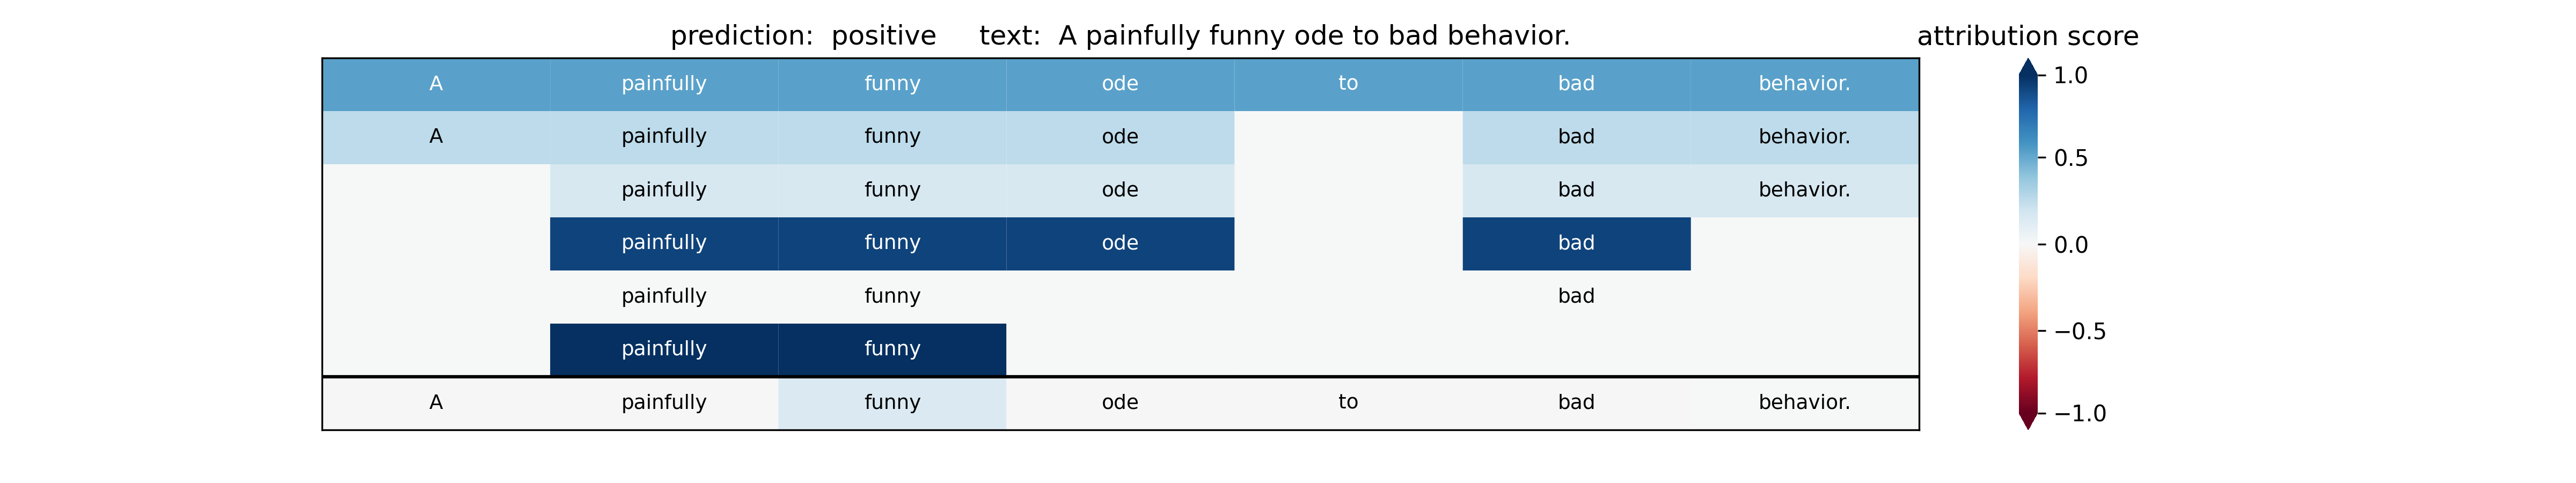 prediction: positive text: A painfully funny ode to bad behavior.
attribution score
A painfully funny ode to bad behavior.
A painfully funny ode bad behavior.
painfully funny ode bad behavior.
painfully funny ode bad
painfully funny bad
painfully funny
A painfully funny ode to bad behavior.
1.0
0.5
0.0
−0.5
−1.0